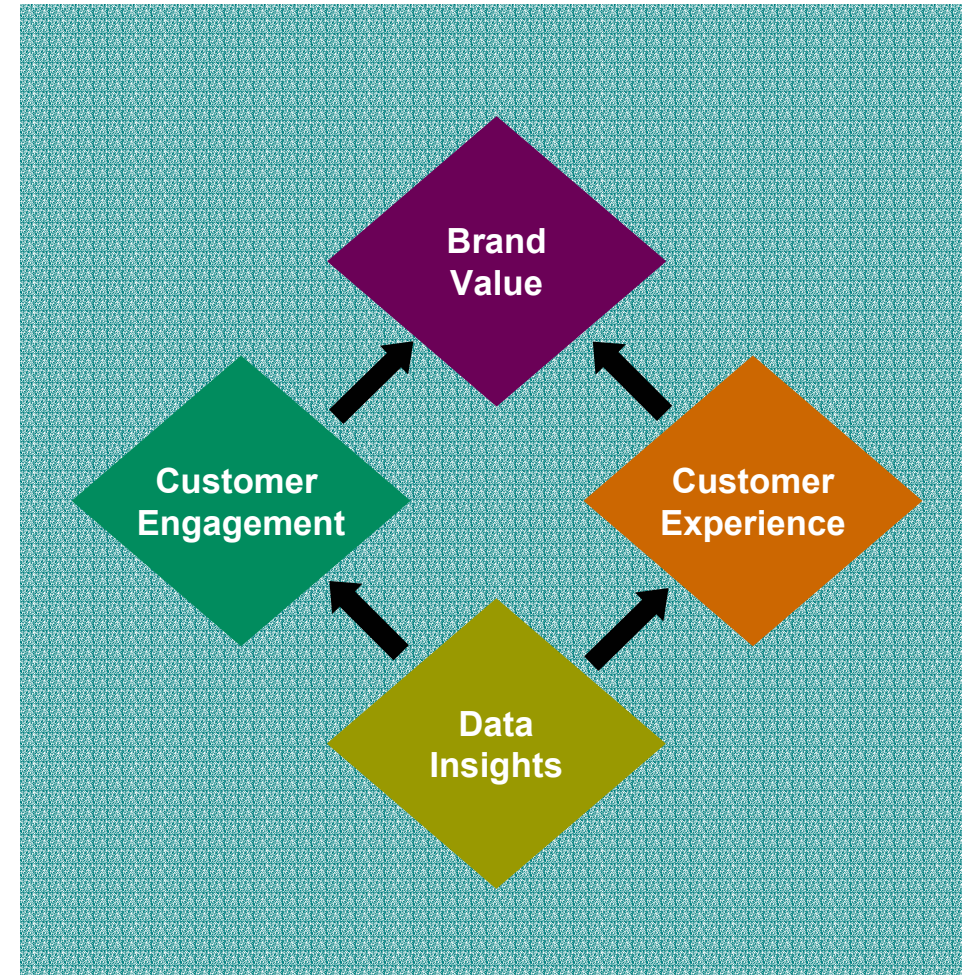 Brand
Value
Customer
Engagement
Customer
Experience
Data
Insights